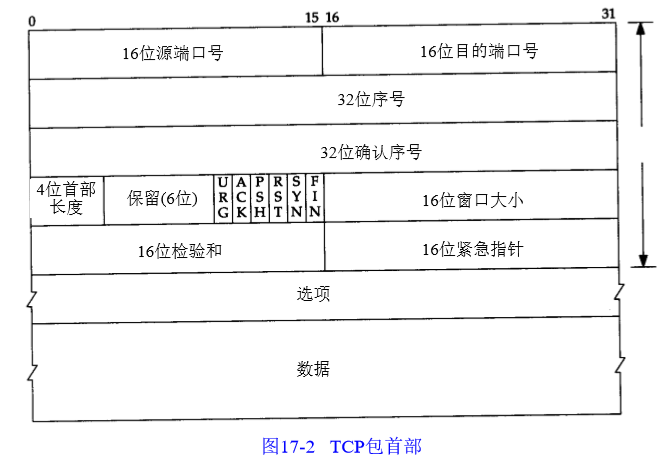 0 15 16 31
16位源端口号 16位目的端口号
32位序号
32位确认序号
4位首部
长度
保留(6位)
URG ACK PSH RST SYN FIN
16位窗口大小
16位检验和 16位紧急指针
选项
数据
图17-2 TCP包首部